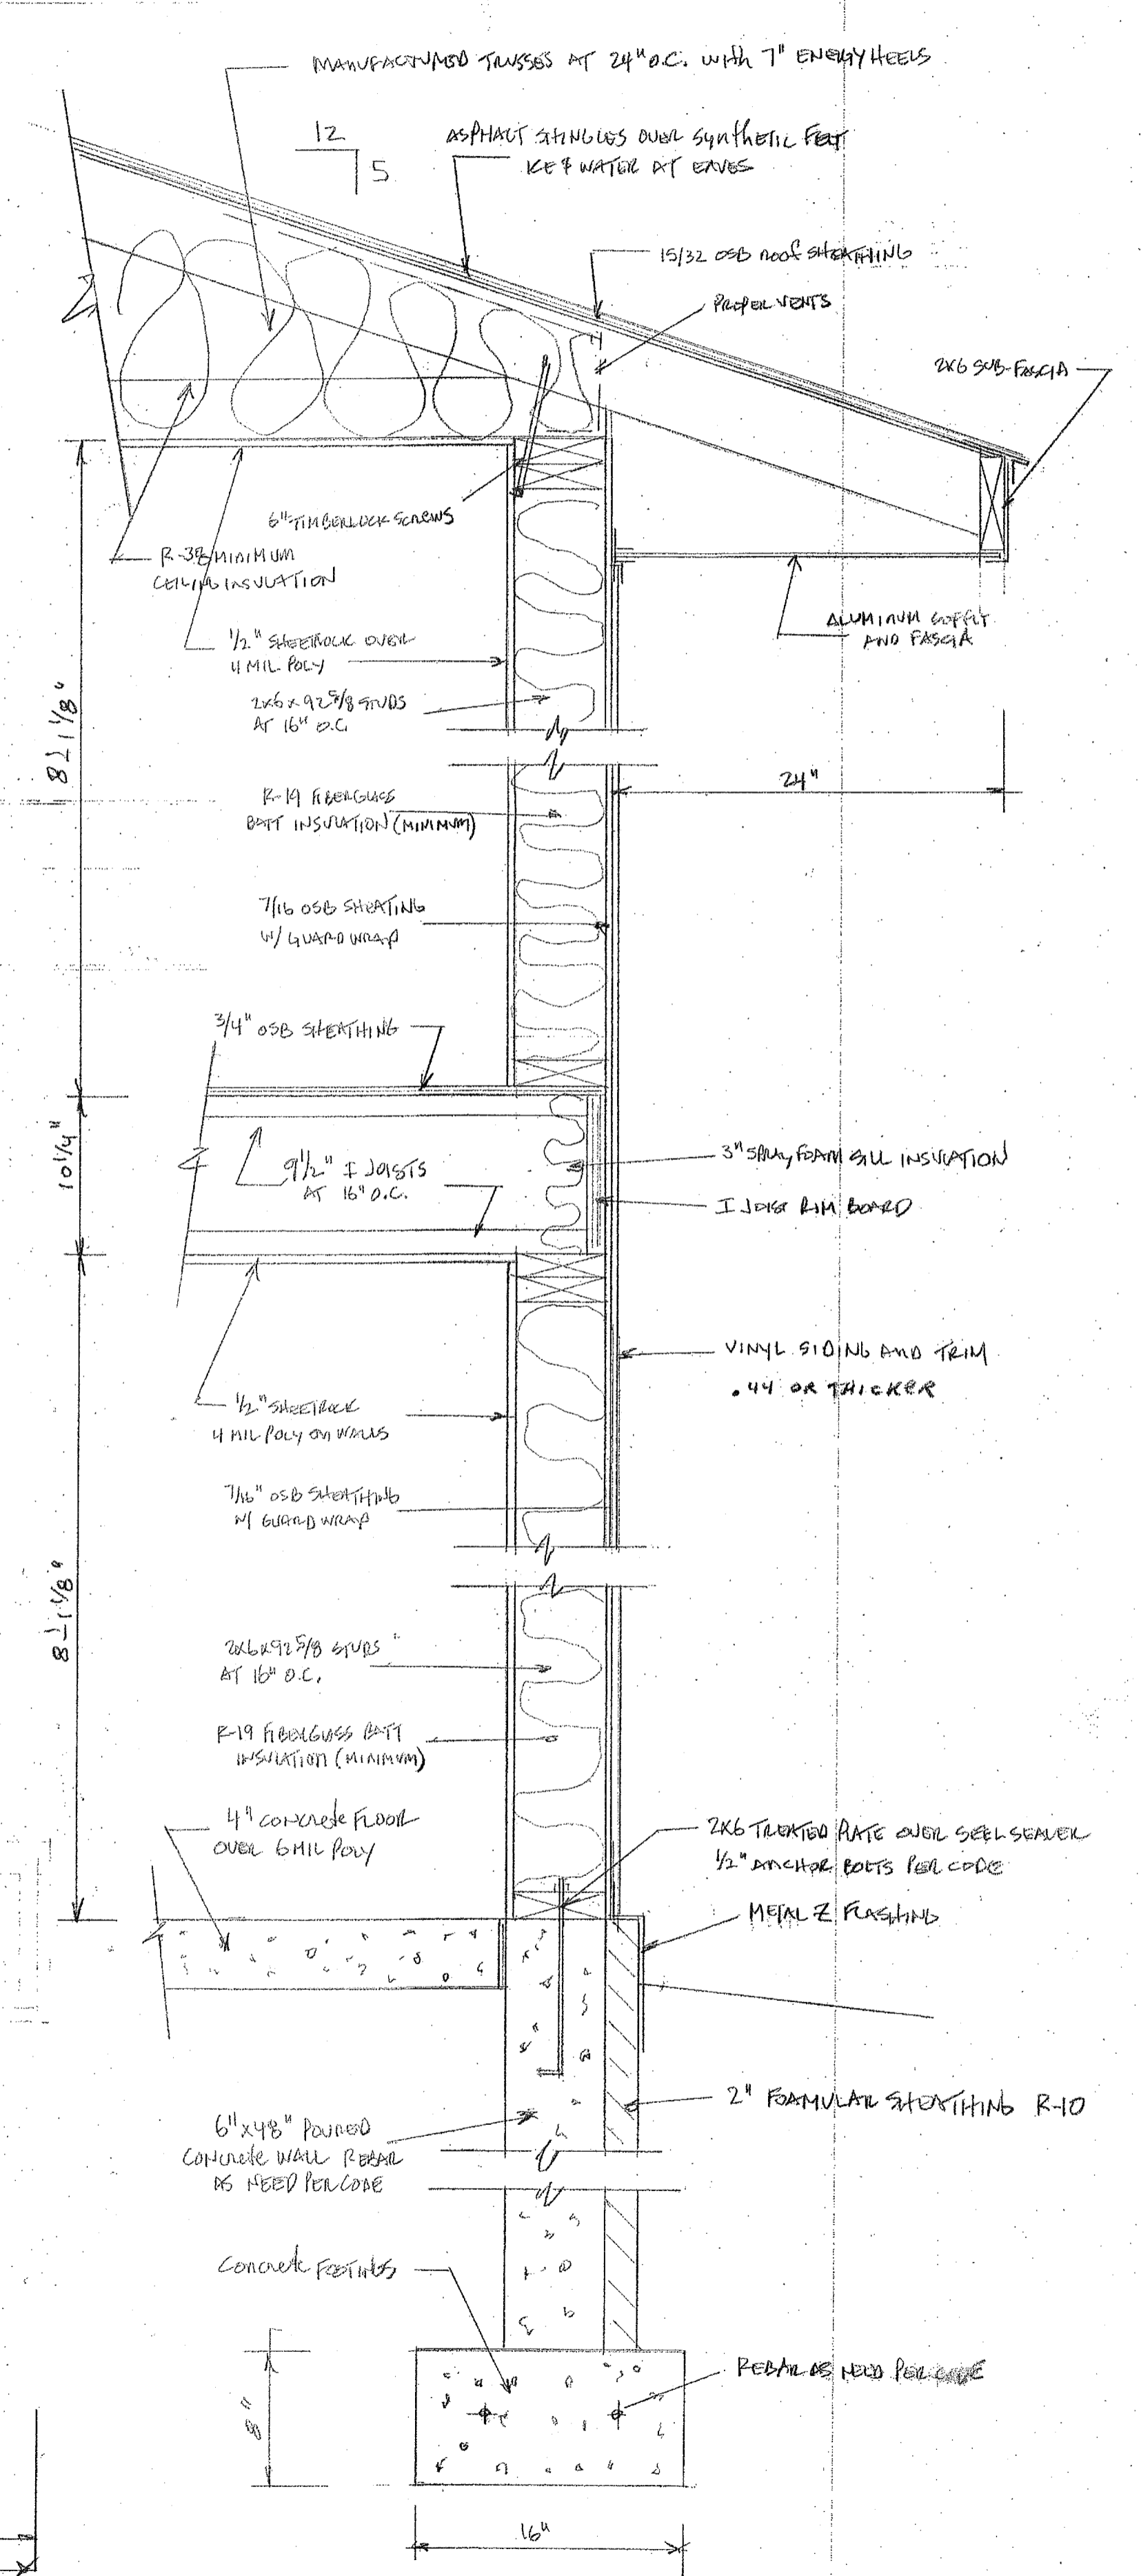 MANUFACTURED TRUSSES AT 24" O.C. with 7" ENERGY HEELS
12
5
ASPHALT SHINGLES OVER synthetic FELT
ICE & WATER AT EAVES
15/32 OSB ROOF SHEATHING
PROPER VENTS
2X6 SUB-FASCIA
6" TIMBERLOCK SCREWS
R-38 MINIMUM
CEILING INSULATION
ALUMINUM SOFFIT
AND FASCIA
1/2" SHEETROCK OVER
4 MIL POLY
2X6 X 92 5/8 STUDS
AT 16" O.C.
8'-1 1/8"
24"
R-19 FIBERGLASS
BATT INSULATION (MINIMUM)
7/16 OSB SHEATING
W/ GUARD WRAP
3/4" OSB SHEATHING
10 1/4"
9 1/2" I JOISTS
AT 16" O.C.
3" SPRAY FOAM SILL INSULATION
I JOIST RIM BOARD
VINYL SIDING AND TRIM
.44 OR THICKER
1/2" SHEETROCK
4 MIL POLY ON WALLS
7/16" OSB SHEATHING
W/ GUARD WRAP
8'-1 1/8"
2X6X92 5/8 STUDS
AT 16" O.C.
R-19 FIBERGLASS BATT
INSULATION (MINIMUM)
4" CONCRETE FLOOR
OVER 6 MIL POLY
2X6 TREATED PLATE OVER SEEL SEALER
1/2" ANCHOR BOLTS PER CODE
METAL Z FLASHING
2" FOAMULAR SHEATHING R-10
6"X48" POURED
CONCRETE WALL REBAR
AS NEED PER CODE
Concrete FOOTINGS
REBAR AS NEED PER CODE
8"
16"